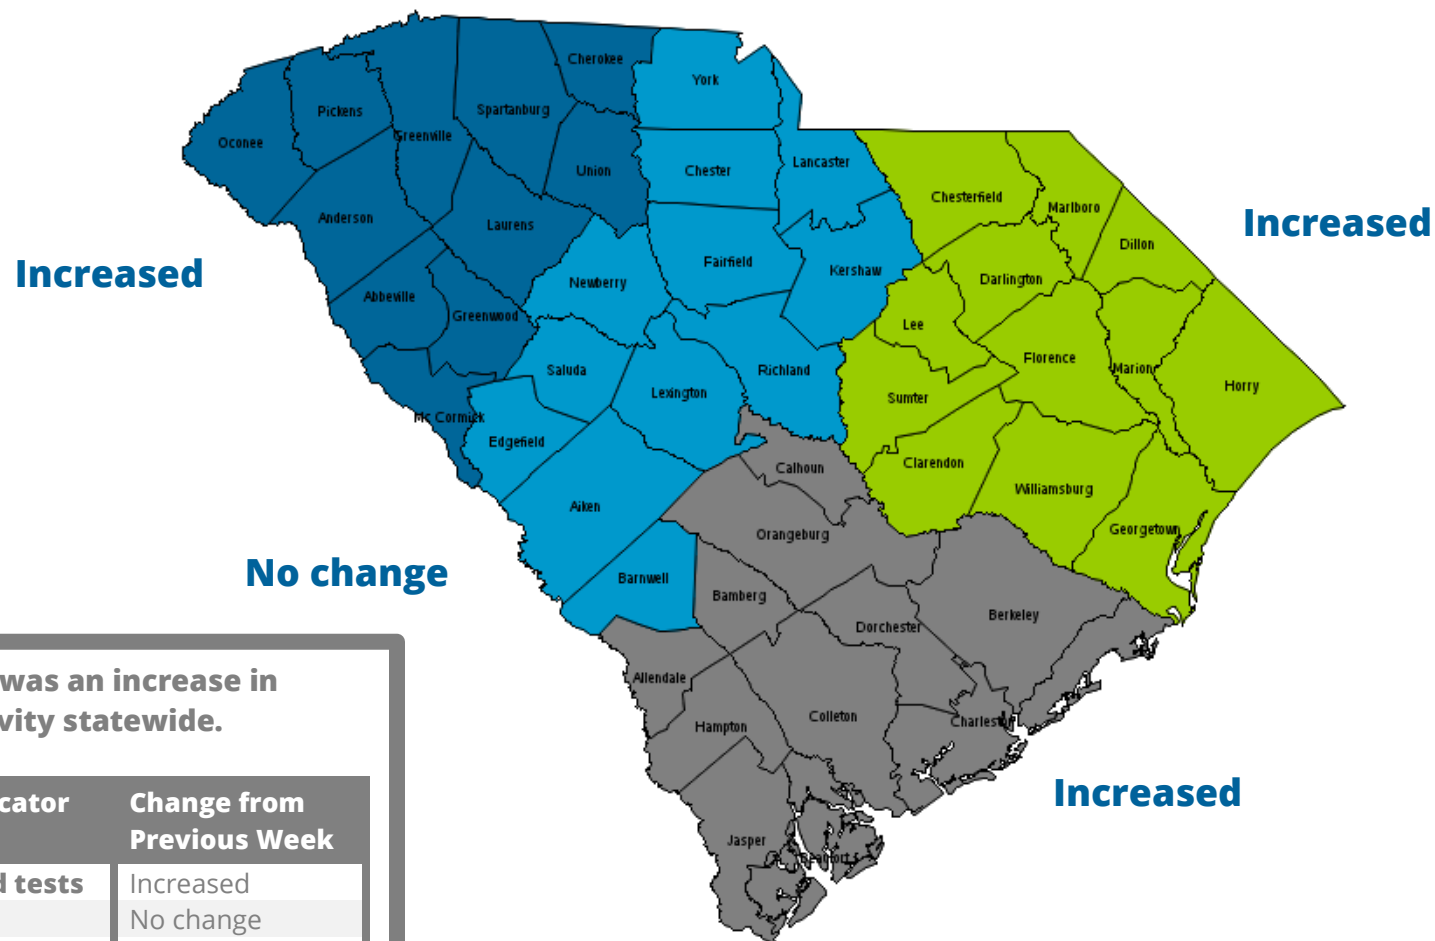 Cherokee
York
Pickens
Spartanburg
Greenville
Oconee
Union
Chester
Lancaster
Chesterfield
Marlboro
Anderson
Laurens
Dillon
Increased
Increased
Fairfield
Kershaw
Newberry
Darlington
Abbeville
Greenwood
Lee
Florence
Marion
Saluda
Richland
Horry
Lexington
Sumter
Mc Cormick
Edgefield
Clarendon
Calhoun
Williamsburg
Aiken
Orangeburg
Georgetown
No change
Barnwell
Bamberg
Berkeley
Dorchester
Allendale
Colleton
Charleston
Hampton
Increased
Jasper
Beaufort
was an increase in
vity statewide.
cator
Change from
Previous Week
d tests
Increased
No change